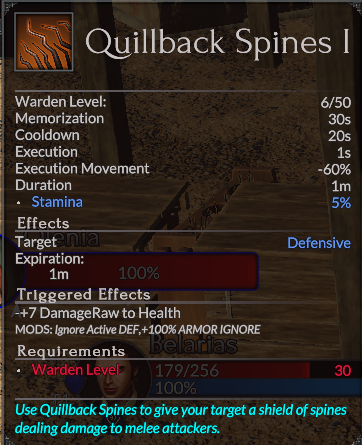 Quillback Spines I
Warden Level: 6/50
Memorization 30s
Cooldown 20s
Execution 1s
Execution Movement -60%
Duration 1m
• Stamina 5%
Effects
Target Defensive
Expiration:
1m 100%
Triggered Effects
-+7 DamageRaw to Health
MODS: Ignore Active DEF,+100% ARMOR IGNORE
Belarias
Requirements
• Warden Level 30
179/256
100%
Use Quillback Spines to give your target a shield of spines
dealing damage to melee attackers.